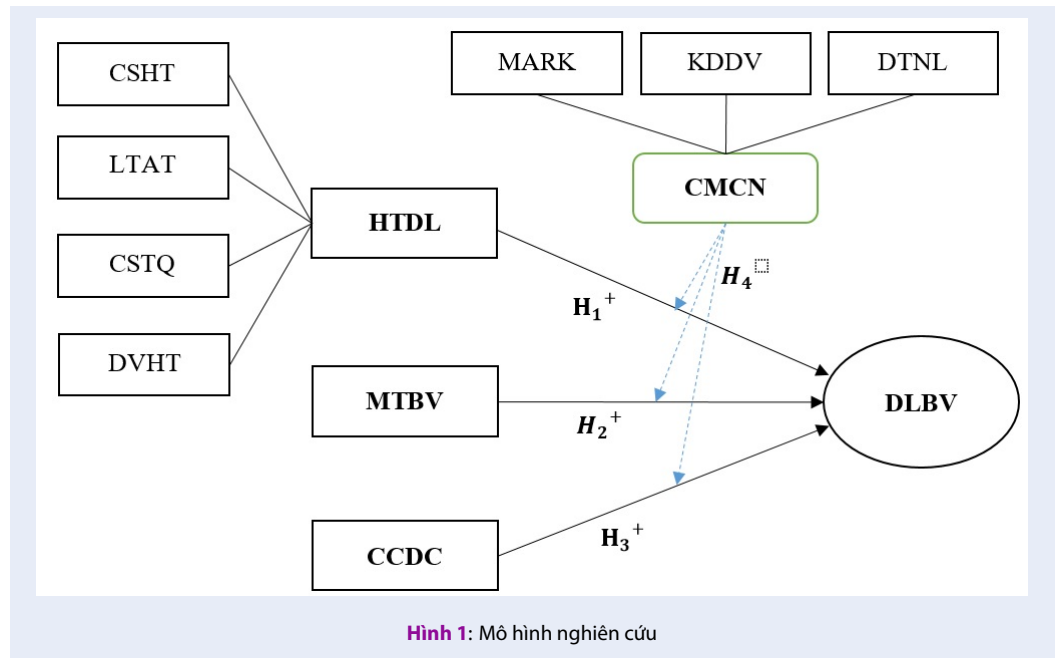 CSHT
LTAT
CSTQ
DVHT
MARK
KDDV
DTNL
CMCN
HTDL
MTBV
CCDC
DLBV
H₁⁺
H₂⁺
H₃⁺
H₄
Hình 1: Mô hình nghiên cứu